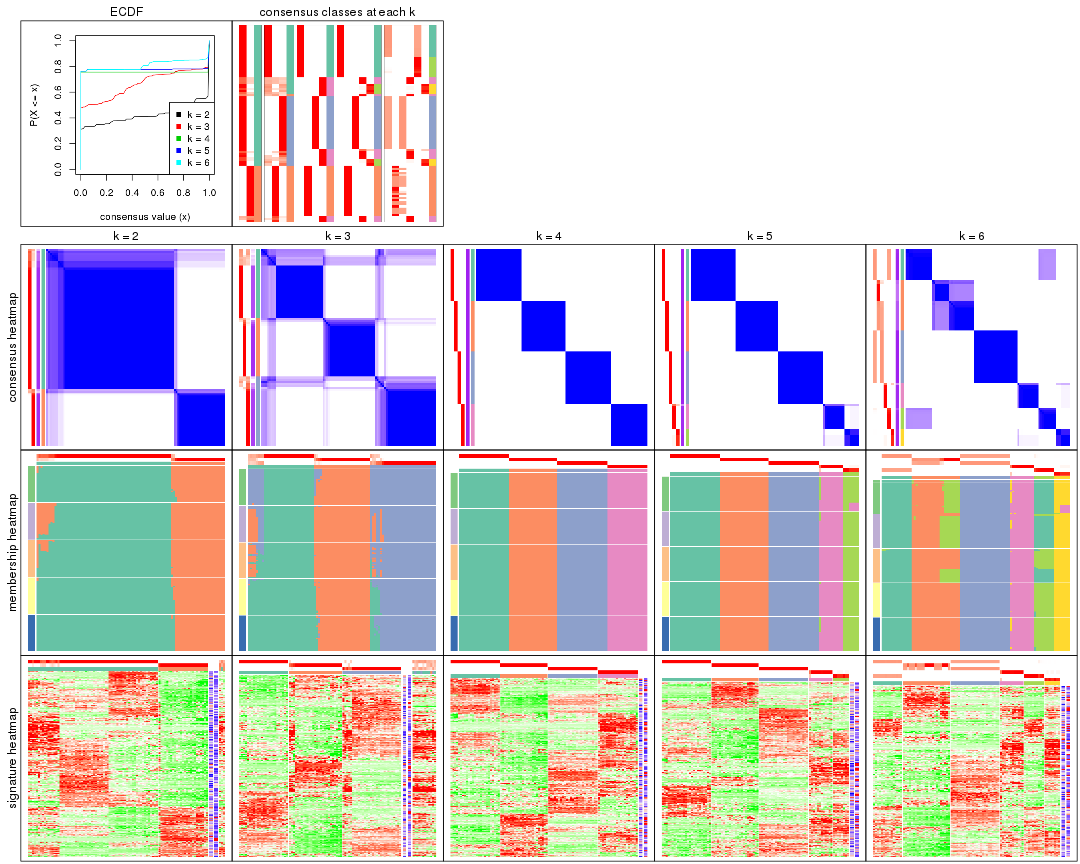 ECDF
consensus classes at each k
P(X <= x)
1.0
0.8
0.6
0.4
0.2
0.0
k = 2
k = 3
k = 4
k = 5
k = 6
0.0 0.2 0.4 0.6 0.8 1.0
consensus value (x)
k = 2
k = 3
k = 4
k = 5
k = 6
consensus heatmap
membership heatmap
signature heatmap